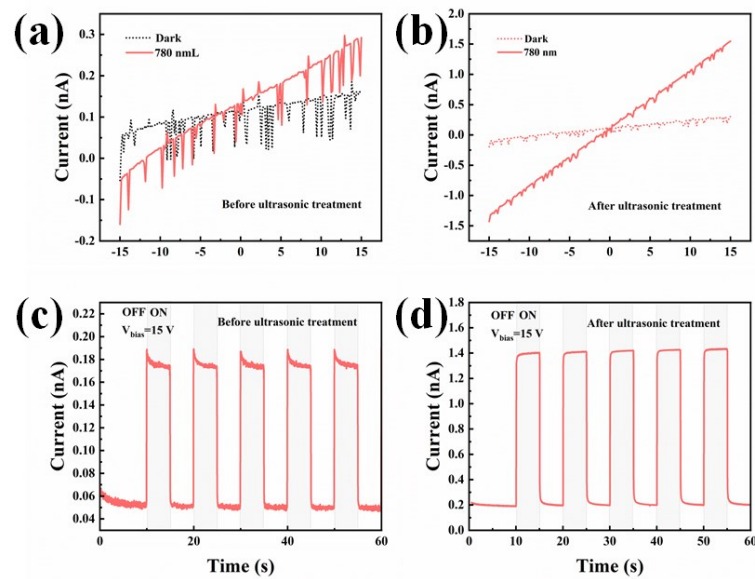 (a)
Current (nA)
0.3
0.2
0.1
0.0
-0.1
-0.2
Dark
780 nmL
Before ultrasonic treatment
-15 -10 -5 0 5 10 15
(b)
Current (nA)
2.0
1.5
1.0
0.5
0.0
-0.5
-1.0
-1.5
Dark
780 nm
After ultrasonic treatment
-15 -10 -5 0 5 10 15
(c)
Current (nA)
0.22
0.20
0.18
0.16
0.14
0.12
0.10
0.08
0.06
0.04
OFF ON
Vbias=15 V
Before ultrasonic treatment
0 20 40 60
Time (s)
(d)
Current (nA)
1.8
1.6
1.4
1.2
1.0
0.8
0.6
0.4
0.2
0.0
OFF ON
Vbias=15 V
After ultrasonic treatment
0 10 20 30 40 50 60
Time (s)